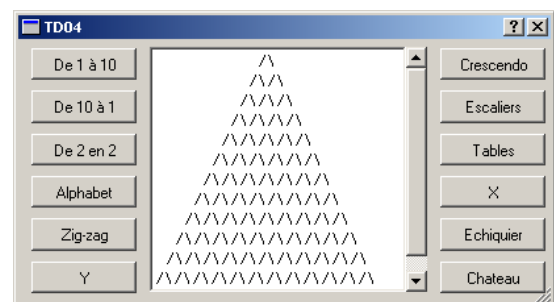 TD04
De 1 à 10
De 10 à 1
De 2 en 2
Alphabet
Zig-zag
Y
/\
/\/\
/\/\/\
/\/\/\/\
/\/\/\/\/\
/\/\/\/\/\/\
/\/\/\/\/\/\/\
/\/\/\/\/\/\/\/\
/\/\/\/\/\/\/\/\/\
/\/\/\/\/\/\/\/\/\/\
/\/\/\/\/\/\/\/\/\/\/\
/\/\/\/\/\/\/\/\/\/\/\/\
Crescendo
Escaliers
Tables
X
Echiquier
Chateau